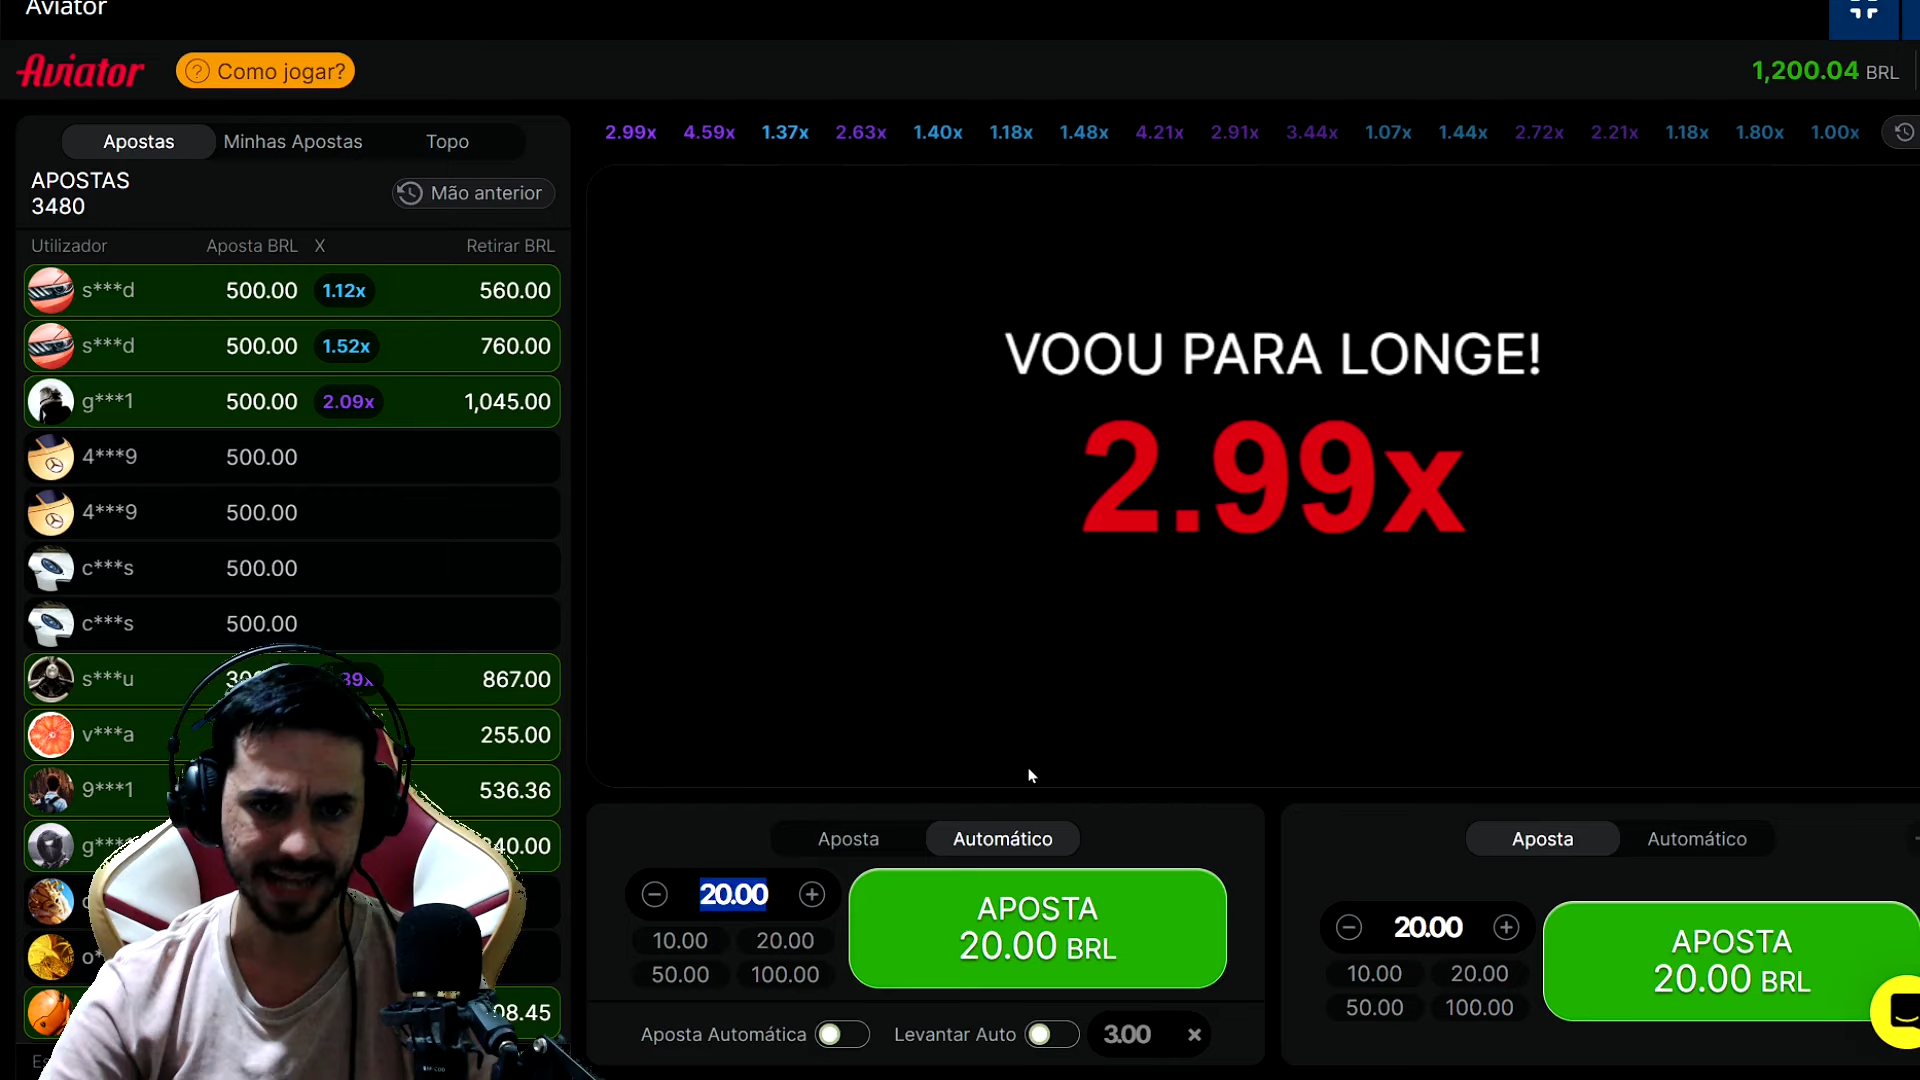 Aviator
Aviator
Como jogar?
1,200.04 BRL
Apostas Minhas Apostas Topo
2.99x 4.59x 1.37x 2.63x 1.40x 1.18x 1.48x 4.21x 2.91x 3.44x 1.07x 1.44x 2.72x 2.21x 1.18x 1.80x 1.00x
APOSTAS
3480
Mão anterior
Utilizador Aposta BRL X Retirar BRL
s***d 500.00 1.12x 560.00
s***d 500.00 1.52x 760.00
g***1 500.00 2.09x 1,045.00
4***9 500.00
4***9 500.00
c***s 500.00
c***s 500.00
s***u 867.00
v***a 255.00
9***1 536.36
VOOU PARA LONGE!
2.99x
Aposta Automático
20.00
10.00 20.00
50.00 100.00
APOSTA
20.00 BRL
Aposta Automática Levantar Auto 3.00
Aposta Automático
20.00
10.00 20.00
50.00 100.00
APOSTA
20.00 BRL